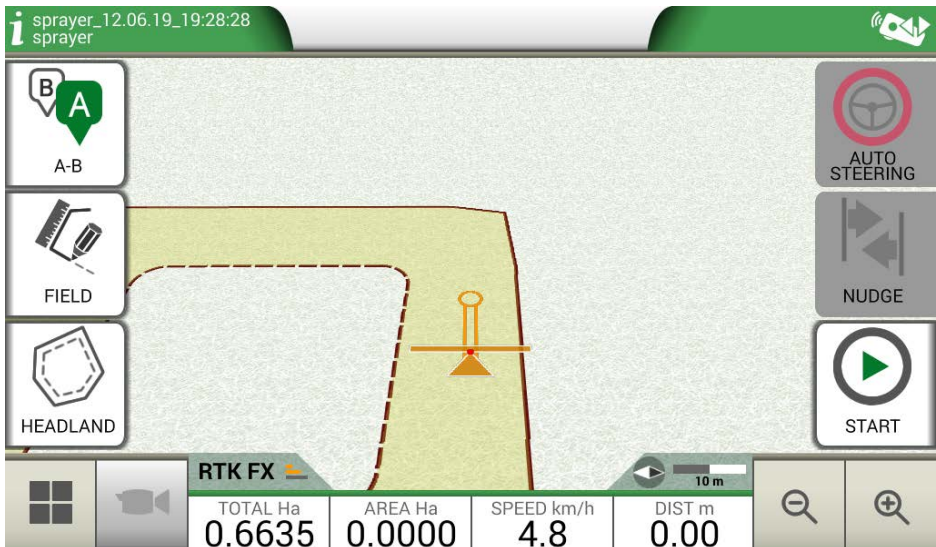 sprayer_12.06.19_19:28:28
sprayer
B
A
A-B
FIELD
HEADLAND
AUTO
STEERING
NUDGE
START
RTK FX
10 m
TOTAL Ha
0.6635
AREA Ha
0.0000
SPEED km/h
4.8
DIST m
0.00